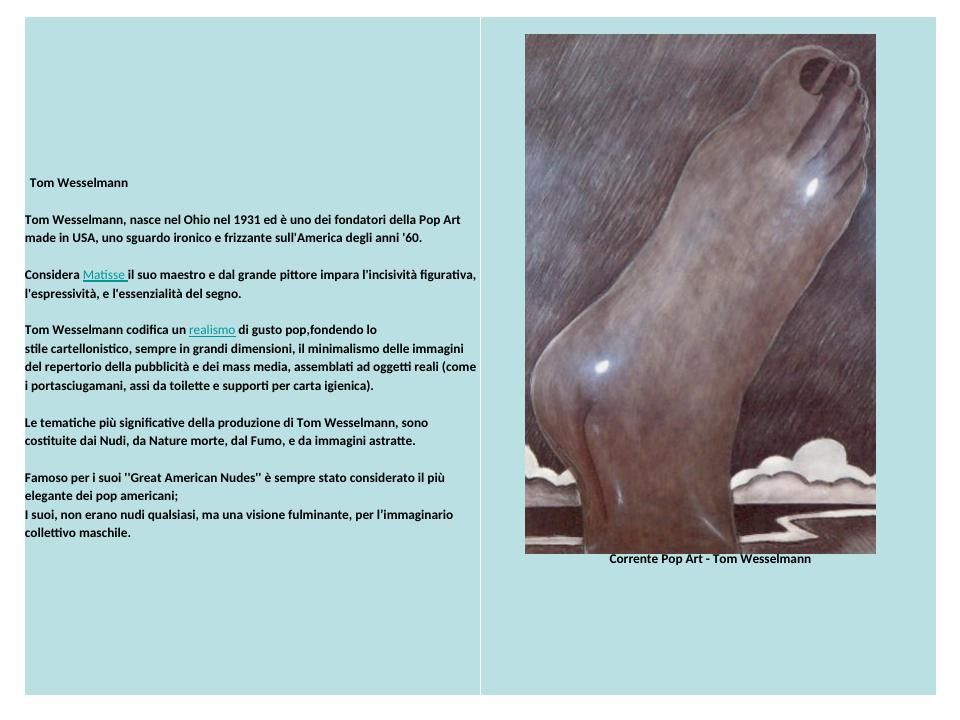 Tom Wesselmann
Tom Wesselmann, nasce nel Ohio nel 1931 ed è uno dei fondatori della Pop Art
made in USA, uno sguardo ironico e frizzante sull'America degli anni '60.
Considera Matisse il suo maestro e dal grande pittore impara l'incisività figurativa,
l'espressività, e l'essenzialità del segno.
Tom Wesselmann codifica un realismo di gusto pop,fondendo lo
stile cartellonistico, sempre in grandi dimensioni, il minimalismo delle immagini
del repertorio della pubblicità e dei mass media, assemblati ad oggetti reali (come
i portasciugamani, assi da toilette e supporti per carta igienica).
Le tematiche più significative della produzione di Tom Wesselmann, sono
costituite dai Nudi, da Nature morte, dal Fumo, e da immagini astratte.
Famoso per i suoi "Great American Nudes" è sempre stato considerato il più
elegante dei pop americani;
I suoi, non erano nudi qualsiasi, ma una visione fulminante, per l’immaginario
collettivo maschile.
Corrente Pop Art - Tom Wesselmann